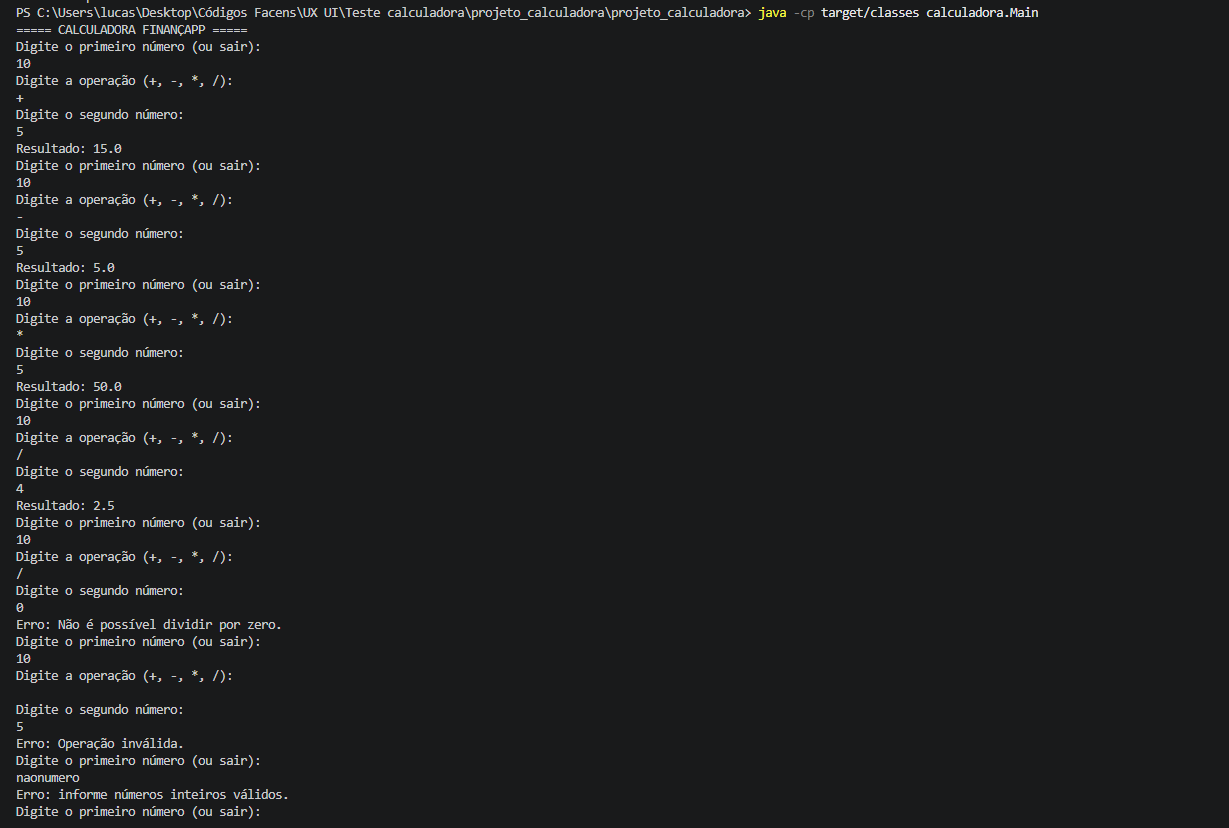 PS C:\Users\lucas\Desktop\Códigos Facens\UX UI\Teste calculadora\projeto_calculadora\projeto_calculadora> java -cp target/classes calculadora.Main
===== CALCULADORA FINANÇAPP =====
Digite o primeiro número (ou sair):
10
Digite a operação (+, -, *, /):
+
Digite o segundo número:
5
Resultado: 15.0
Digite o primeiro número (ou sair):
10
Digite a operação (+, -, *, /):
-
Digite o segundo número:
5
Resultado: 5.0
Digite o primeiro número (ou sair):
10
Digite a operação (+, -, *, /):
*
Digite o segundo número:
5
Resultado: 50.0
Digite o primeiro número (ou sair):
10
Digite a operação (+, -, *, /):
/
Digite o segundo número:
4
Resultado: 2.5
Digite o primeiro número (ou sair):
10
Digite a operação (+, -, *, /):
/
Digite o segundo número:
0
Erro: Não é possível dividir por zero.
Digite o primeiro número (ou sair):
10
Digite a operação (+, -, *, /):

Digite o segundo número:
5
Erro: Operação inválida.
Digite o primeiro número (ou sair):
naonumero
Erro: informe números inteiros válidos.
Digite o primeiro número (ou sair):